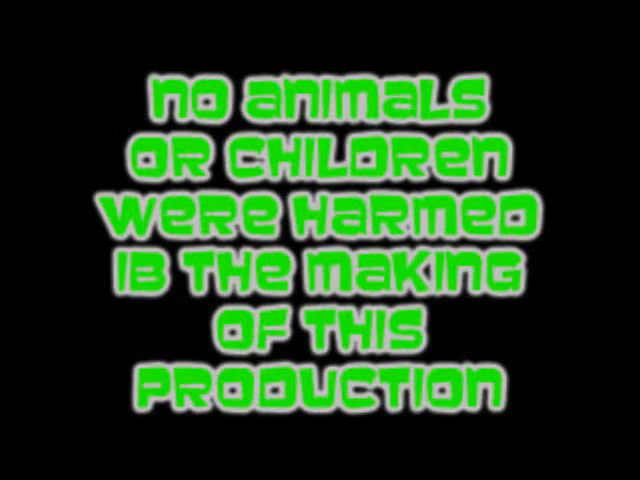 NO ANIMALS
OR CHILDREN
WERE HARMED
IB THE MAKING
OF THIS
PRODUCTION